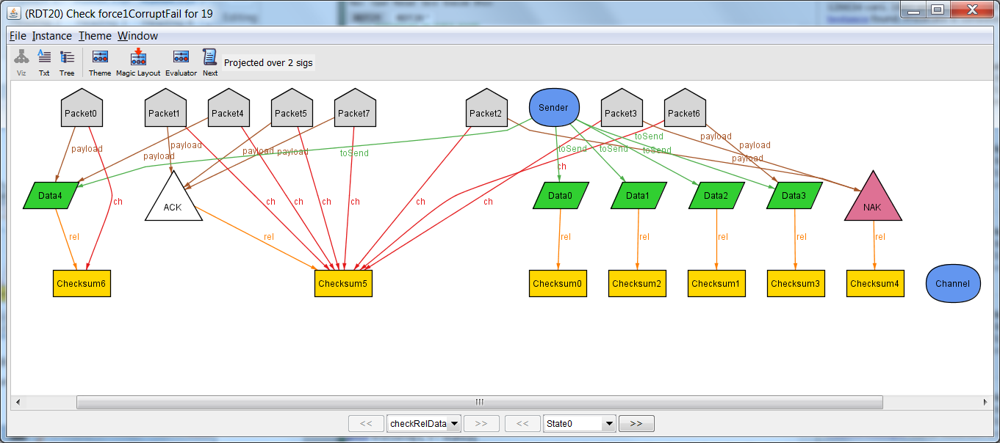 (RDT20) Check force1CorruptFail for 19
File Instance Theme Window
Viz Txt Tree Theme Magic Layout Evaluator Next Projected over 2 sigs
Packet0 Packet1 Packet4 Packet5 Packet7 Packet2 Sender Packet3 Packet6
toSend payload
payload payload toSend payload
payload payload payload toSend toSend toSend payload
ch
Data4 ACK Data0 Data1 Data2 Data3 NAK
ch ch ch ch ch ch ch
rel rel rel rel rel rel rel
Checksum6 Checksum5 Checksum0 Checksum2 Checksum1 Checksum3 Checksum4 Channel
<< checkRelData >> << State0 >>